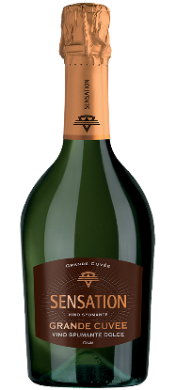 SENSATION
GRANDE CUVÉE
SENSATION
VINO SPUMANTE
GRANDE CUVEE
VINO SPUMANTE DOLCE